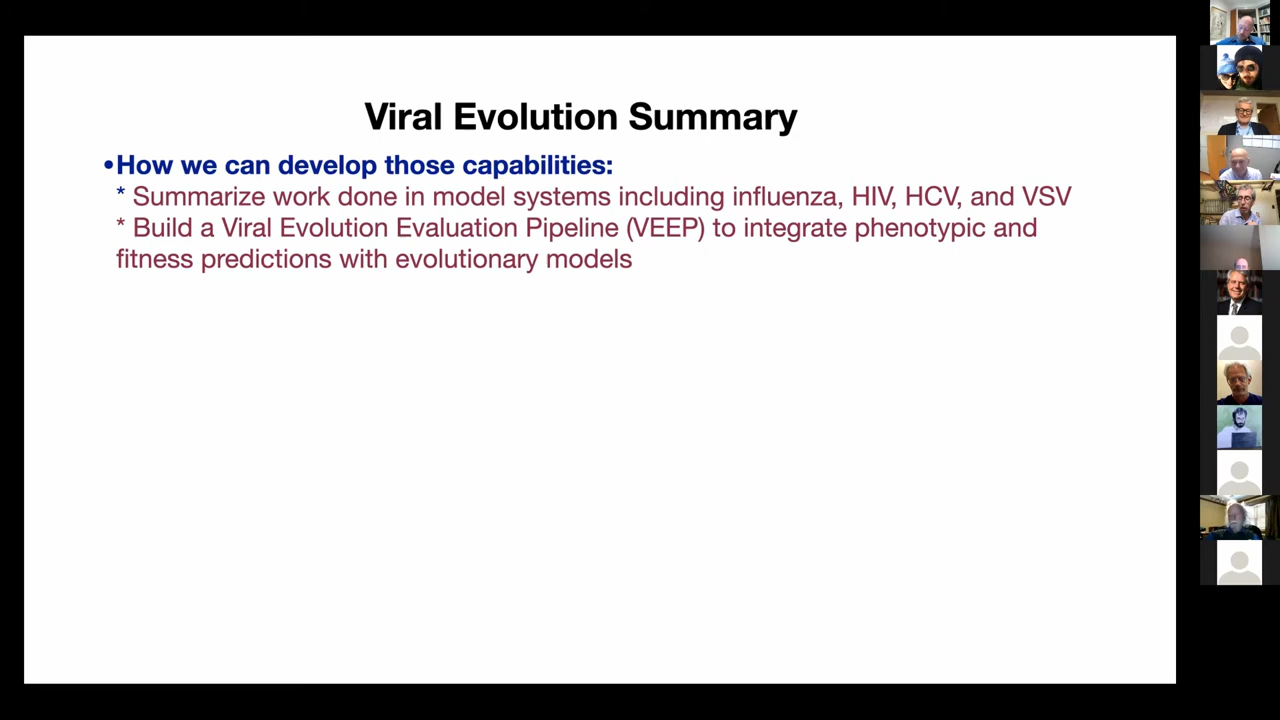 Viral Evolution Summary
•How we can develop those capabilities:
* Summarize work done in model systems including influenza, HIV, HCV, and VSV
* Build a Viral Evolution Evaluation Pipeline (VEEP) to integrate phenotypic and
fitness predictions with evolutionary models